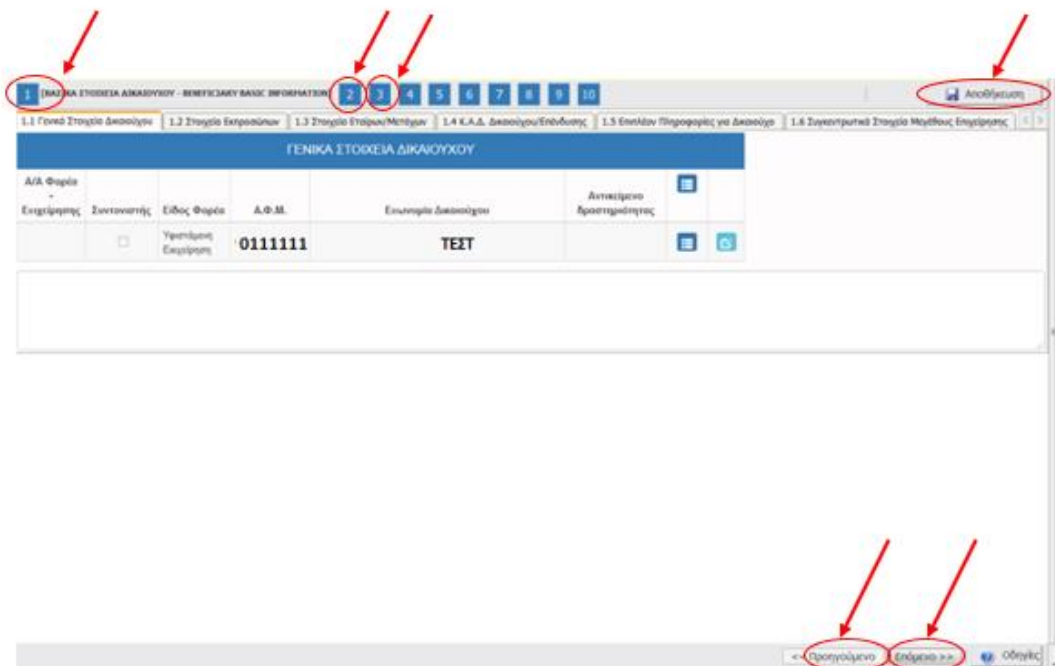 1 [ΒΑΣΙΚΑ ΣΤΟΙΧΕΙΑ ΔΙΚΑΙΟΥΧΟΥ - BENEFICIARY BASIC INFORMATION] 2 3 4 5 6 7 8 9 10 Αποθήκευση
1.1 Γενικά Στοιχεία Δικαιούχου 1.2 Στοιχεία Εκπροσώπων 1.3 Στοιχεία Εταίρων/Μετόχων 1.4 Κ.Α.Δ. Δικαιούχου/Επένδυσης 1.5 Επιπλέον Πληροφορίες για Δικαιούχο 1.6 Συγκεντρωτικά Στοιχεία Μεγέθους Επιχείρησης
ΓΕΝΙΚΑ ΣΤΟΙΧΕΙΑ ΔΙΚΑΙΟΥΧΟΥ
Α/Α Φορέα
-
Επιχείρησης Συντονιστής Είδος Φορέα Α.Φ.Μ. Επωνυμία Δικαιούχου Αντικείμενο δραστηριότητας
Υφιστάμενη Επιχείρηση 0111111 ΤΕΣΤ
<< Προηγούμενο Επόμενο >> Οδηγίες